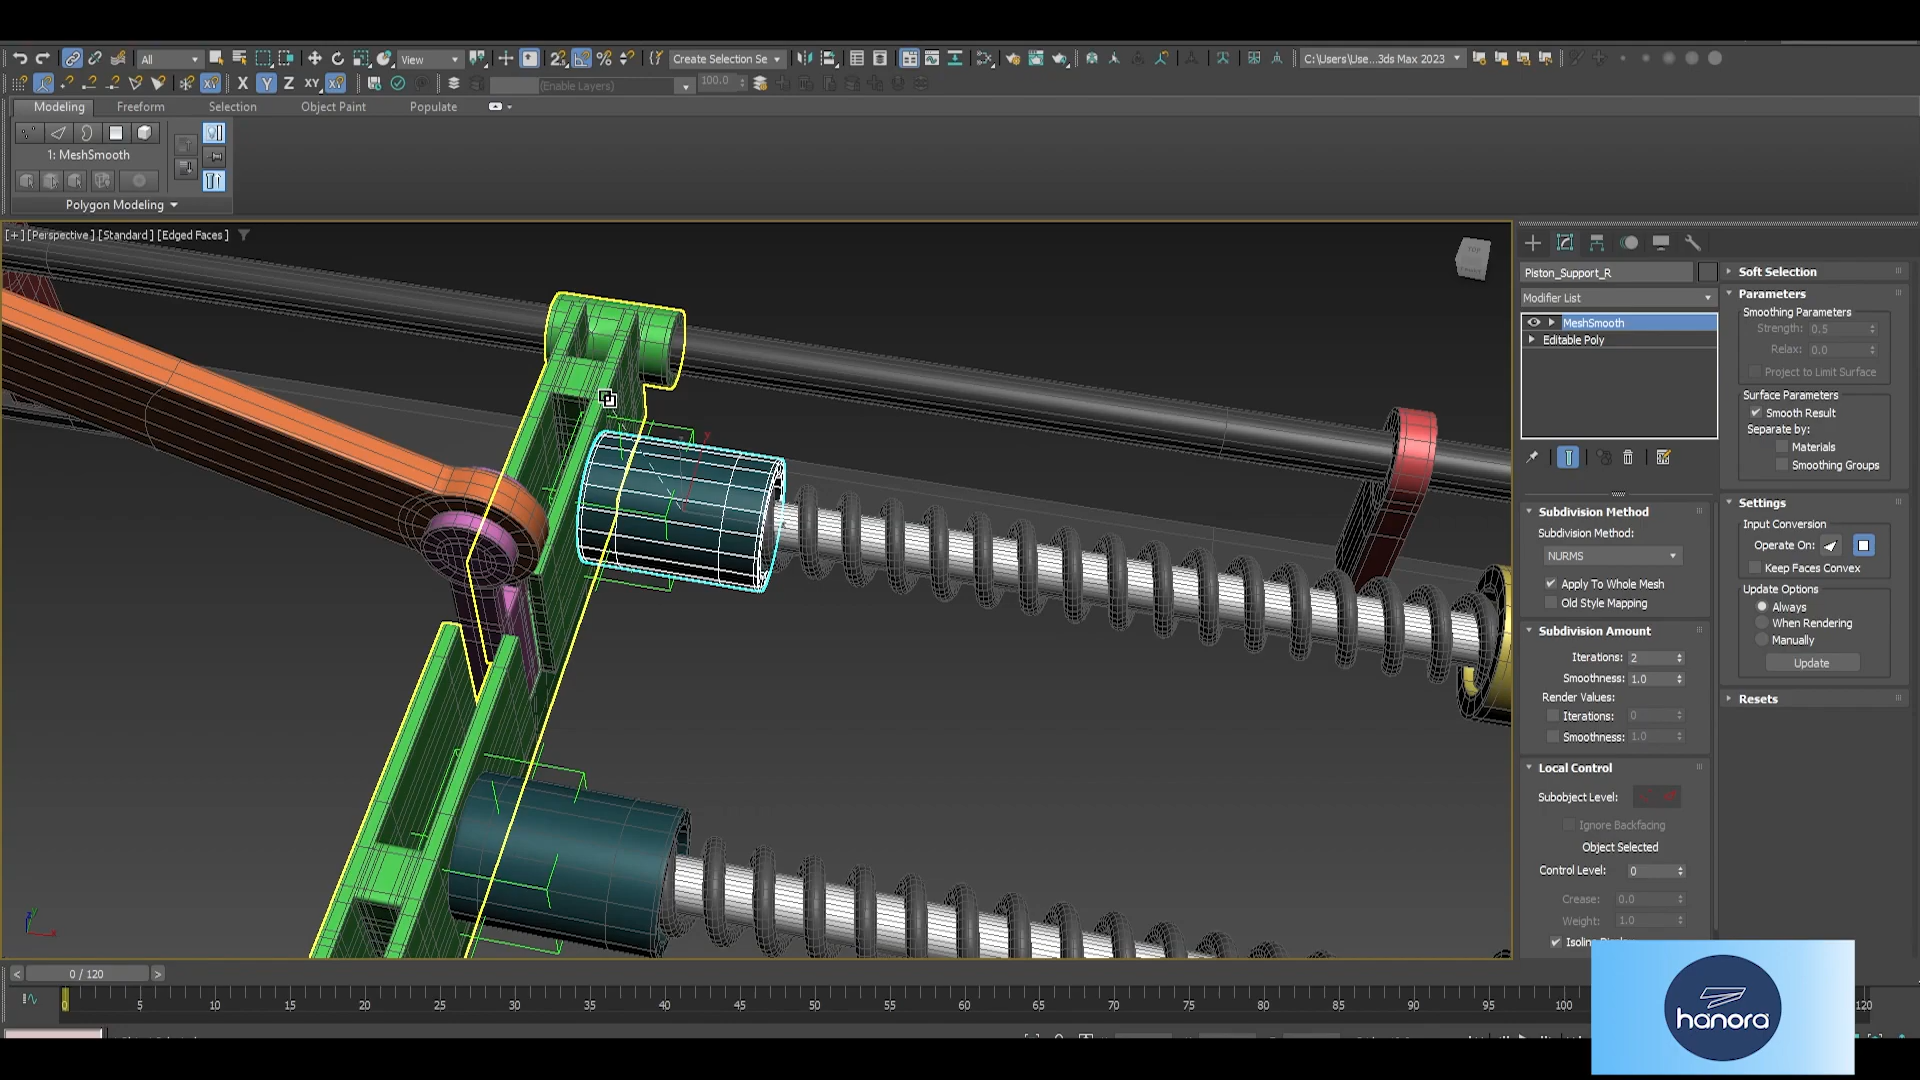 All
View
Create Selection Se
C:\Users\Use...3ds Max 2023
X Y Z XY
(Enable Layers)
100.0
Modeling Freeform Selection Object Paint Populate
1: MeshSmooth
Polygon Modeling
[+] [Perspective ] [Standard ] [Edged Faces ]
Piston_Support_R
Modifier List
MeshSmooth
Editable Poly
Subdivision Method
Subdivision Method:
NURMS
Apply To Whole Mesh
Old Style Mapping
Subdivision Amount
Iterations: 2
Smoothness: 1.0
Render Values:
Iterations: 0
Smoothness: 1.0
Local Control
Subobject Level:
Ignore Backfacing
Object Selected
Control Level: 0
Crease: 0.0
Weight: 1.0
Soft Selection
Parameters
Smoothing Parameters
Strength: 0.5
Relax: 0.0
Project to Limit Surface
Surface Parameters
Smooth Result
Separate by:
Materials
Smoothing Groups
Settings
Input Conversion
Operate On:
Keep Faces Convex
Update Options
Always
When Rendering
Manually
Update
Resets
< 0 / 120 >
0 5 10 15 20 25 30 35 40 45 50 55 60 65 70 75 80 85 90 95 100 120
hanora